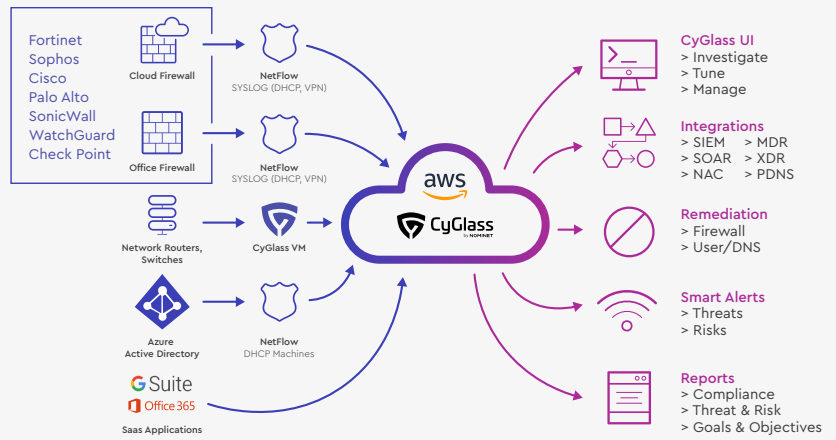 Fortinet
Sophos
Cisco
Palo Alto
SonicWall
WatchGuard
Check Point
Cloud Firewall
NetFlow
SYSLOG (DHCP, VPN)
Office Firewall
NetFlow
SYSLOG (DHCP, VPN)
Network Routers,
Switches
CyGlass VM
Azure
Active Directory
NetFlow
DHCP Machines
G Suite
Office 365
Saas Applications
aws
CyGlass
by NOMINET
CyGlass UI
> Investigate
> Tune
> Manage
Integrations
> SIEM > MDR
> SOAR > XDR
> NAC > PDNS
Remediation
> Firewall
> User/DNS
Smart Alerts
> Threats
> Risks
Reports
> Compliance
> Threat & Risk
> Goals & Objectives